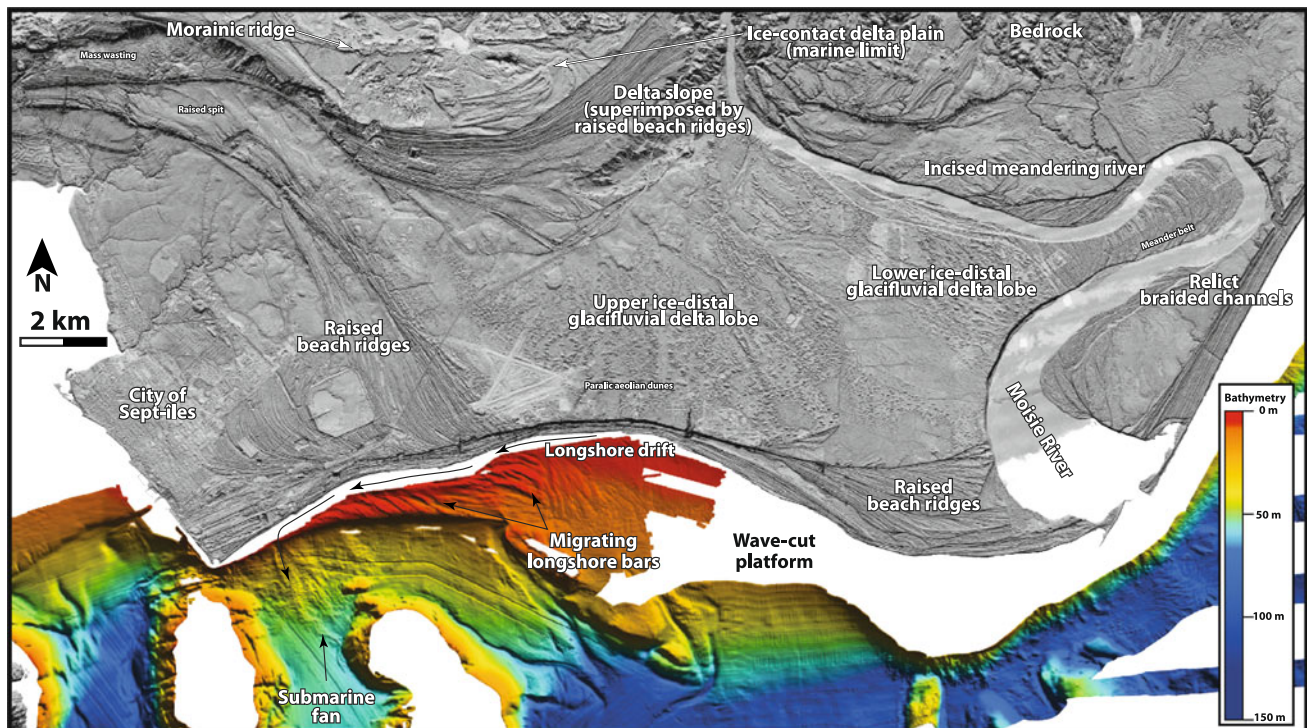 Morainic ridge
Mass wasting
Raised spit
Ice-contact delta plain
(marine limit)
Bedrock
Delta slope
(superimposed by
raised beach ridges)
Incised meandering river
Meander belt
N
2 km
Raised
beach ridges
Upper ice-distal
glacifluvial delta lobe
Lower ice-distal
glacifluvial delta lobe
Relict
braided channels
City of
Sept-îles
Paralic aeolian dunes
Moisie River
Longshore drift
Raised
beach ridges
Migrating
longshore bars
Wave-cut
platform
Submarine
fan
Bathymetry
0 m
50 m
100 m
150 m